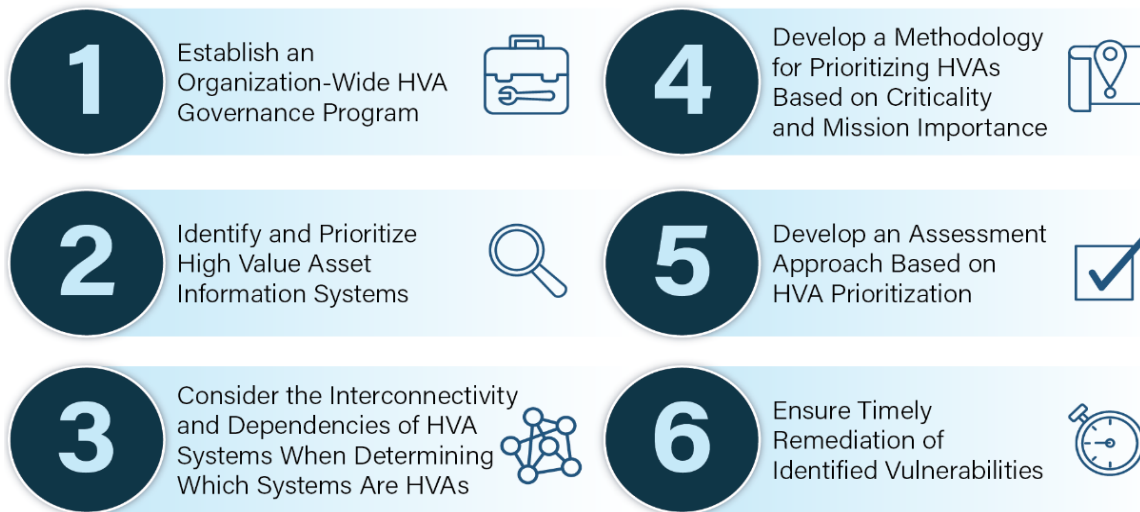 1
Establish an
Organization-Wide HVA
Governance Program
2
Identify and Prioritize
High Value Asset
Information Systems
3
Consider the Interconnectivity
and Dependencies of HVA
Systems When Determining
Which Systems Are HVAs
4
Develop a Methodology
for Prioritizing HVAs
Based on Criticality
and Mission Importance
5
Develop an Assessment
Approach Based on
HVA Prioritization
6
Ensure Timely
Remediation of
Identified Vulnerabilities